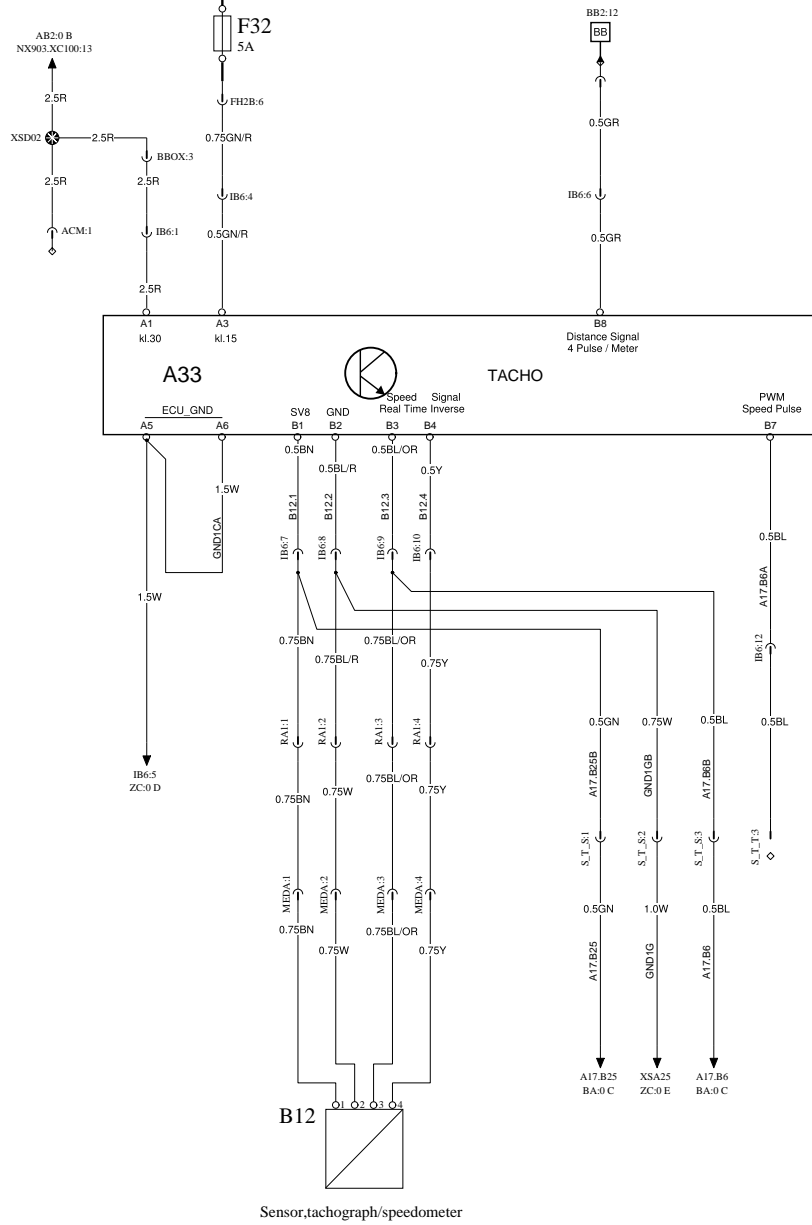 F32
5A
BB2:12
BB
AB2:0 B
NX903.XC100:13
2.5R
FH2B:6
0.5GR
XSD02
2.5R
0.75GN/R
BBOX:3
2.5R
2.5R
IB6:4
IB6:6
ACM:1
IB6:1
0.5GN/R
0.5GR
2.5R
A1
A3
B8
kl.30
kl.15
Distance Signal
4 Pulse / Meter
A33
TACHO
Speed Signal
Real Time Inverse
PWM
Speed Pulse
ECU_GND
SV8
GND
A5
A6
B1
B2
B3
B4
B7
0.5BN
0.5BL/R
0.5BL/OR
0.5Y
1.5W
B12.1
B12.2
B12.3
B12.4
GND1CA
0.5BL
IB6:7
IB6:8
IB6:9
IB6:10
A17.B6A
1.5W
0.75BN
0.75BL/R
0.75BL/OR
0.75Y
IB6:12
RA1:1
RA1:2
RA1:3
RA1:4
0.5GN
0.75W
0.5BL
0.5BL
IB6:5
ZC:0 D
A17.B25B
GND1GB
A17.B6B
0.75BN
0.75W
0.75BL/OR
0.75Y
S_T_S:1
S_T_S:2
S_T_S:3
S_T_T:3
MEDA:1
MEDA:2
MEDA:3
MEDA:4
0.5GN
1.0W
0.5BL
0.75BN
0.75W
0.75BL/OR
0.75Y
A17.B25
GND1G
A17.B6
A17.B25
BA:0 C
XSA25
ZC:0 E
A17.B6
BA:0 C
B12
1
2
3
4
Sensor,tachograph/speedometer